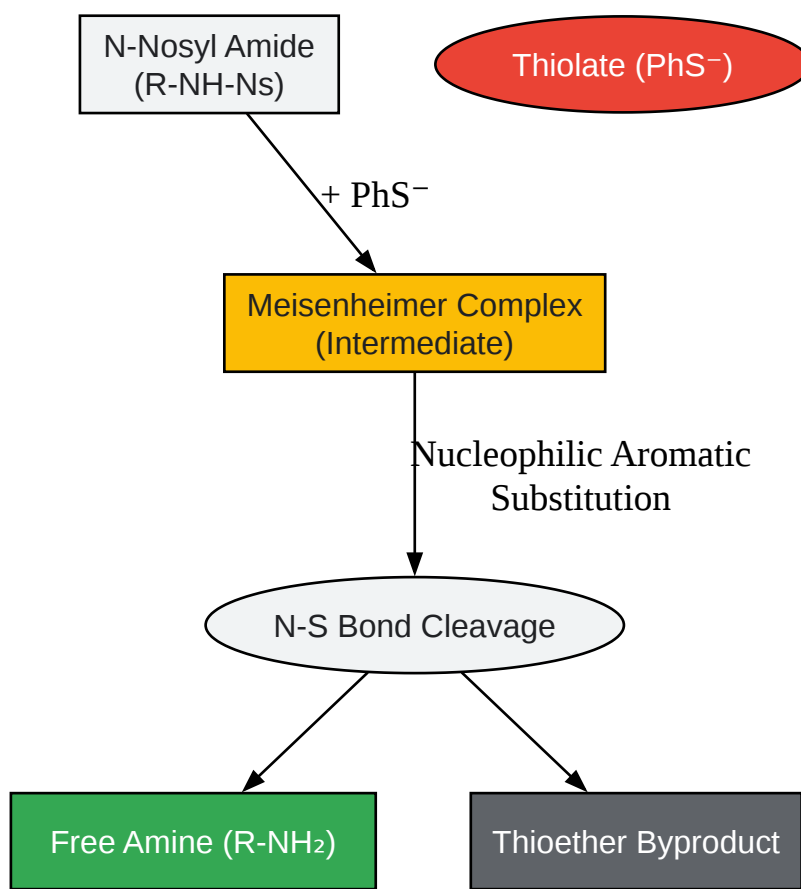 N-Nosyl Amide
(R-NH-Ns)
Thiolate (PhS⁻)
+ PhS⁻
Meisenheimer Complex
(Intermediate)
Nucleophilic Aromatic
Substitution
N-S Bond Cleavage
Free Amine (R-NH₂)
Thioether Byproduct